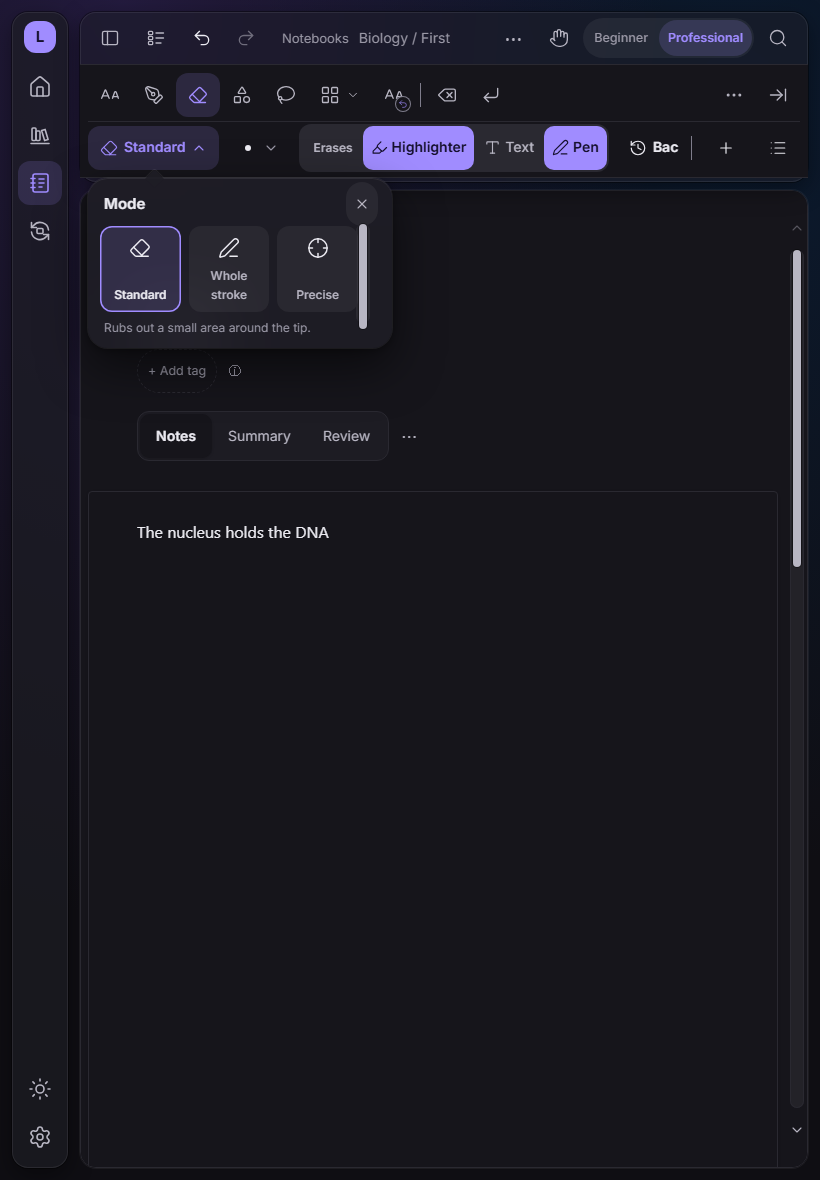 L
Notebooks Biology / First
Beginner Professional
Standard
Erases Highlighter Text Pen
Bac
Mode
Standard
Whole stroke
Precise
Rubs out a small area around the tip.
+ Add tag
Notes Summary Review
The nucleus holds the DNA